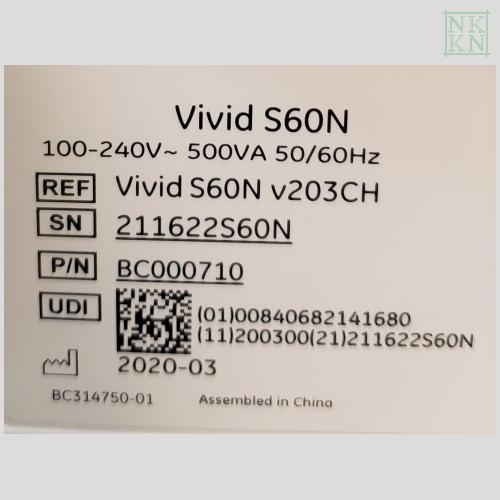 NK
KN
Vivid S60N
100-240V~ 500VA 50/60Hz
REF Vivid S60N v203CH
SN 211622S60N
P/N BC000710
UDI (01)00840682141680
(11)200300(21)211622S60N
2020-03
BC314750-01 Assembled in China